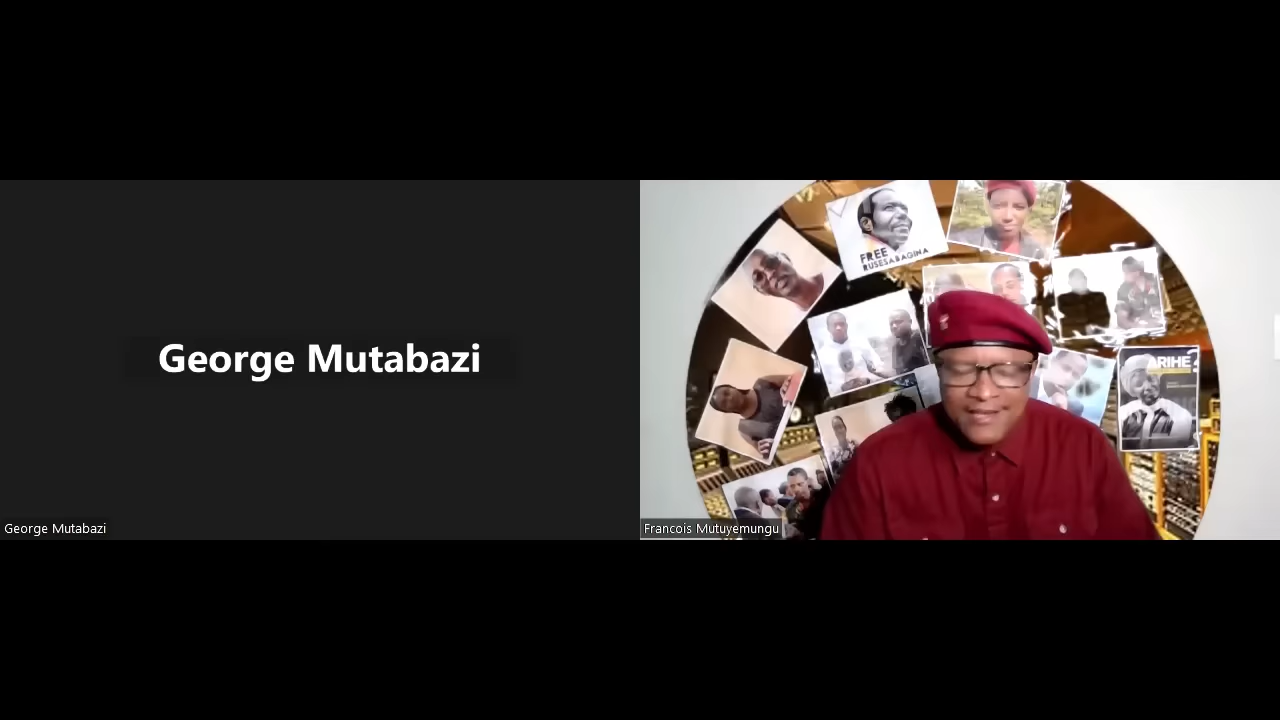 George Mutabazi
George Mutabazi
FREE
RUSESABAGINA
ARIHE
Francois Mutuyemungu